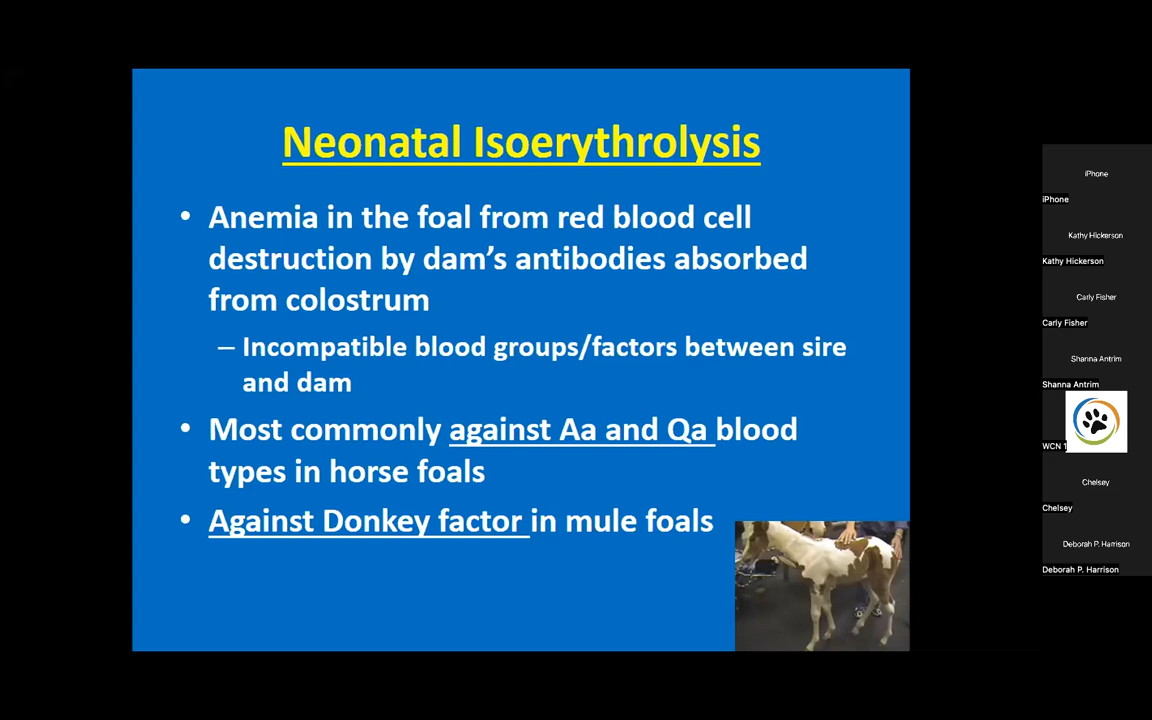 Neonatal Isoerythrolysis
• Anemia in the foal from red blood cell
destruction by dam's antibodies absorbed
from colostrum
– Incompatible blood groups/factors between sire
and dam
• Most commonly against Aa and Qa blood
types in horse foals
• Against Donkey factor in mule foals
iPhone
iPhone
Kathy Hickerson
Kathy Hickerson
Carly Fisher
Carly Fisher
Shanna Antrim
Shanna Antrim
WCN 1
Chelsey
Chelsey
Deborah P. Harrison
Deborah P. Harrison